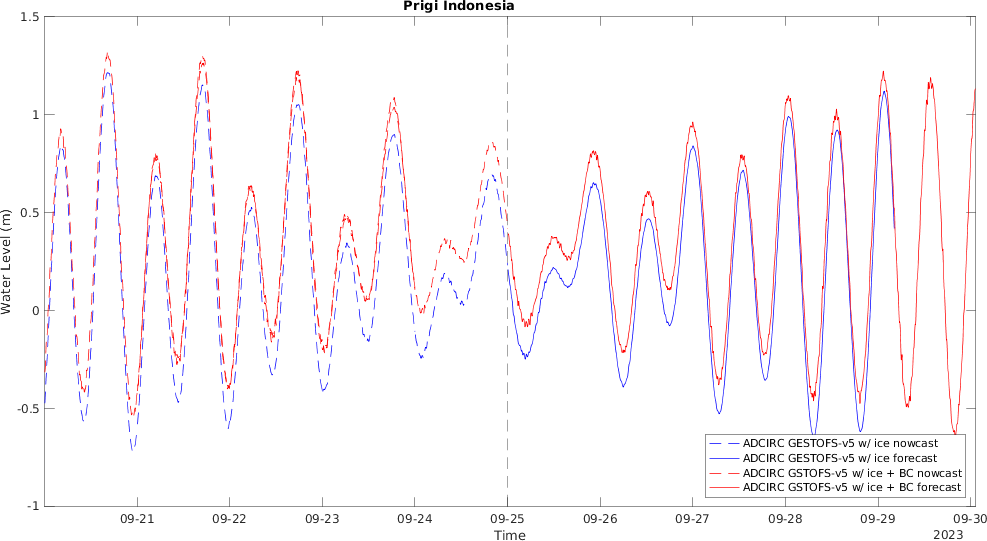 Prigi Indonesia
1.5
1
0.5
0
-0.5
-1
Water Level (m)
09-21
09-22
09-23
09-24
09-25
09-26
09-27
09-28
09-29
09-30
Time
2023
ADCIRC GESTOFS-v5 w/ ice nowcast
ADCIRC GESTOFS-v5 w/ ice forecast
ADCIRC GSTOFS-v5 w/ ice + BC nowcast
ADCIRC GSTOFS-v5 w/ ice + BC forecast